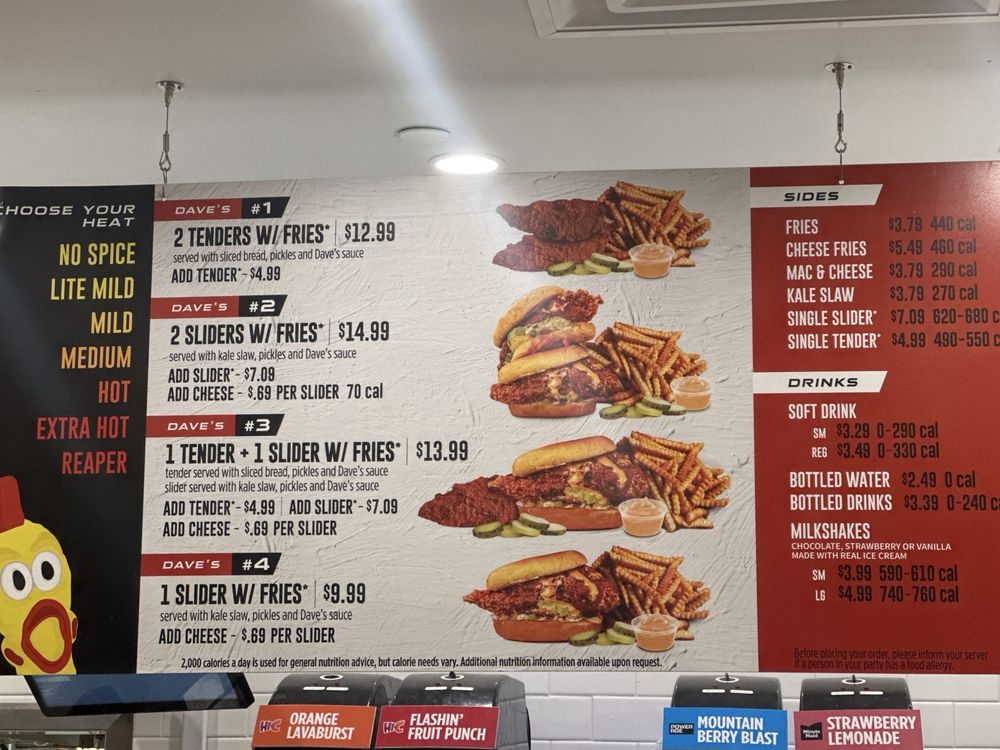 CHOOSE YOUR
HEAT
NO SPICE
LITE MILD
MILD
MEDIUM
HOT
EXTRA HOT
REAPER
DAVE'S #1
2 TENDERS W/ FRIES* | $12.99
served with sliced bread, pickles and Dave's sauce
ADD TENDER*- $4.99
DAVE'S #2
2 SLIDERS W/ FRIES* | $14.99
served with kale slaw, pickles and Dave's sauce
ADD SLIDER*- $7.09
ADD CHEESE - $.69 PER SLIDER 70 cal
DAVE'S #3
1 TENDER + 1 SLIDER W/ FRIES* | $13.99
tender served with sliced bread, pickles and Dave's sauce
slider served with kale slaw, pickles and Dave's sauce
ADD TENDER*- $4.99 | ADD SLIDER*- $7.09
ADD CHEESE - $.69 PER SLIDER
DAVE'S #4
1 SLIDER W/ FRIES* | $9.99
served with kale slaw, pickles and Dave's sauce
ADD CHEESE - $.69 PER SLIDER
2,000 calories a day is used for general nutrition advice, but calorie needs vary. Additional nutrition information available upon request.
SIDES
FRIES $3.79 440 cal
CHEESE FRIES $5.49 460 cal
MAC & CHEESE $3.79 290 cal
KALE SLAW $3.79 270 cal
SINGLE SLIDER* $7.09 620-680 c
SINGLE TENDER* $4.99 490-550 c
DRINKS
SOFT DRINK
SM $3.29 0-290 cal
REG $3.49 0-330 cal
BOTTLED WATER $2.49 0 cal
BOTTLED DRINKS $3.39 0-240 c
MILKSHAKES
CHOCOLATE, STRAWBERRY OR VANILLA
MADE WITH REAL ICE CREAM
SM $3.99 590-610 cal
LG $4.99 740-760 cal
Before placing your order, please inform your server
if a person in your party has a food allergy.
HI-C ORANGE
LAVABURST
HI-C FLASHIN'
FRUIT PUNCH
POWERADE MOUNTAIN
BERRY BLAST
Minute Maid STRAWBERRY
LEMONADE